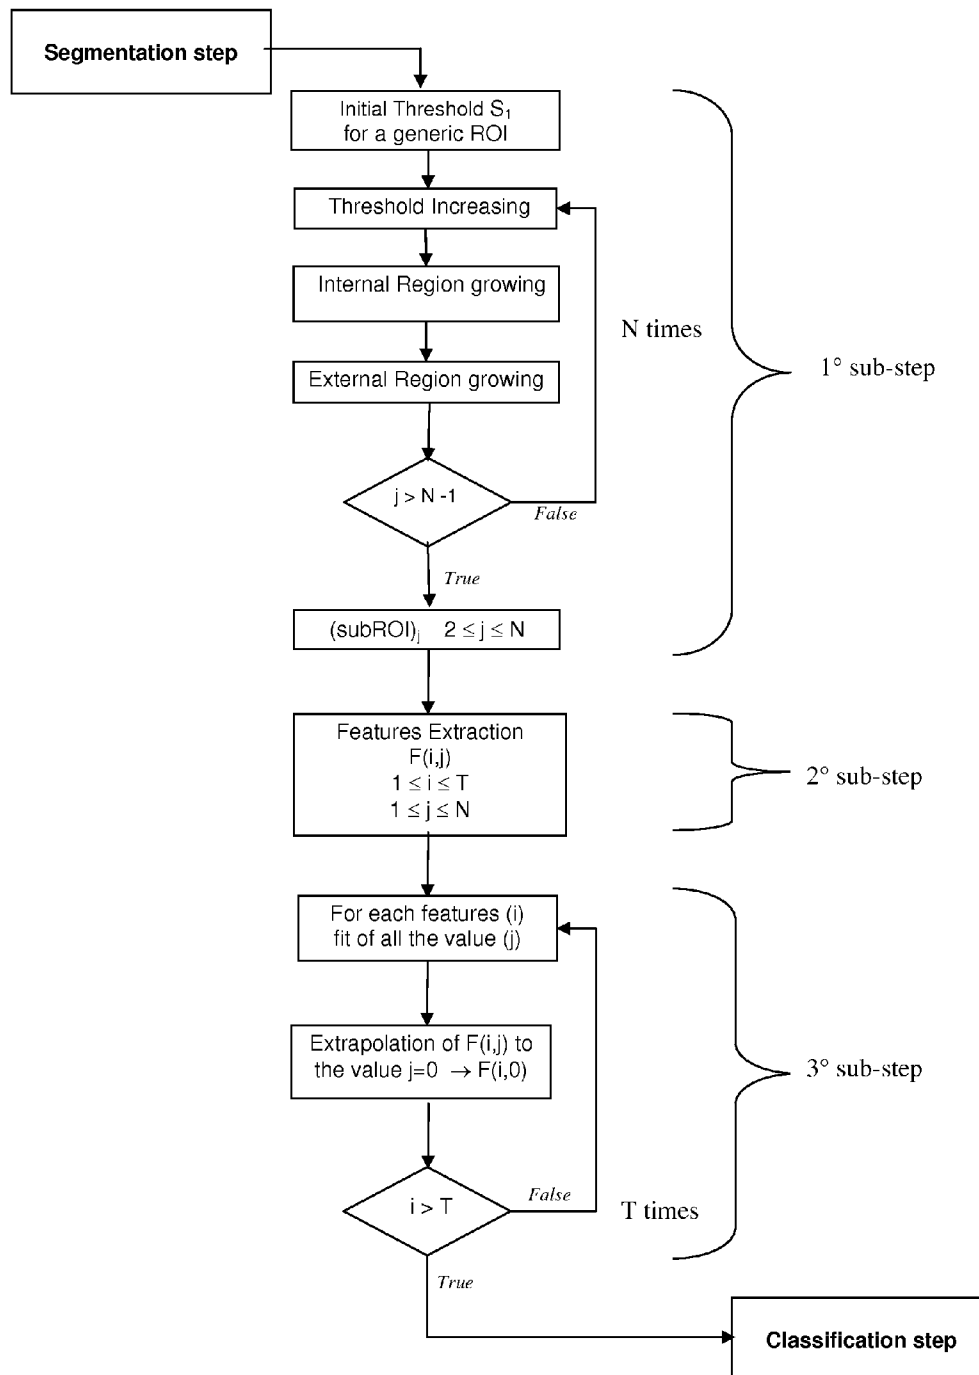 Segmentation step
Initial Threshold S₁
for a generic ROI
Threshold Increasing
Internal Region growing
N times
External Region growing
1° sub-step
j > N -1
False
True
(subROI)ⱼ 2 ≤ j ≤ N
Features Extraction
F(i,j)
1 ≤ i ≤ T
1 ≤ j ≤ N
2° sub-step
For each features (i)
fit of all the value (j)
Extrapolation of F(i,j) to
the value j=0 → F(i,0)
3° sub-step
i > T
False
T times
True
Classification step